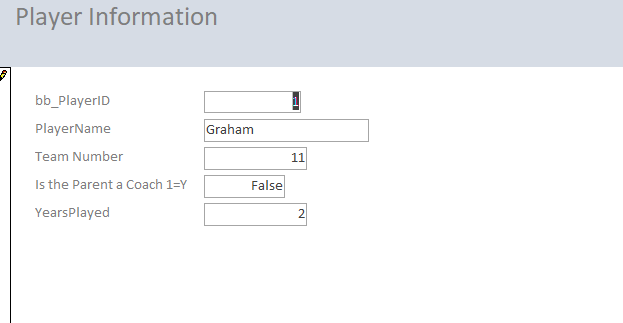 Player Information
bb_PlayerID 1
PlayerName Graham
Team Number 11
Is the Parent a Coach 1=Y False
YearsPlayed 2